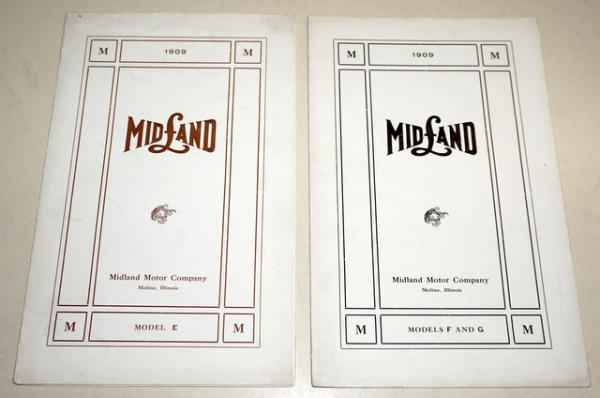 M 1909 M
MIDLAND
Midland Motor Company
Moline, Illinois
M MODEL E M
M 1909 M
MIDLAND
Midland Motor Company
Moline, Illinois
M MODELS F AND G M